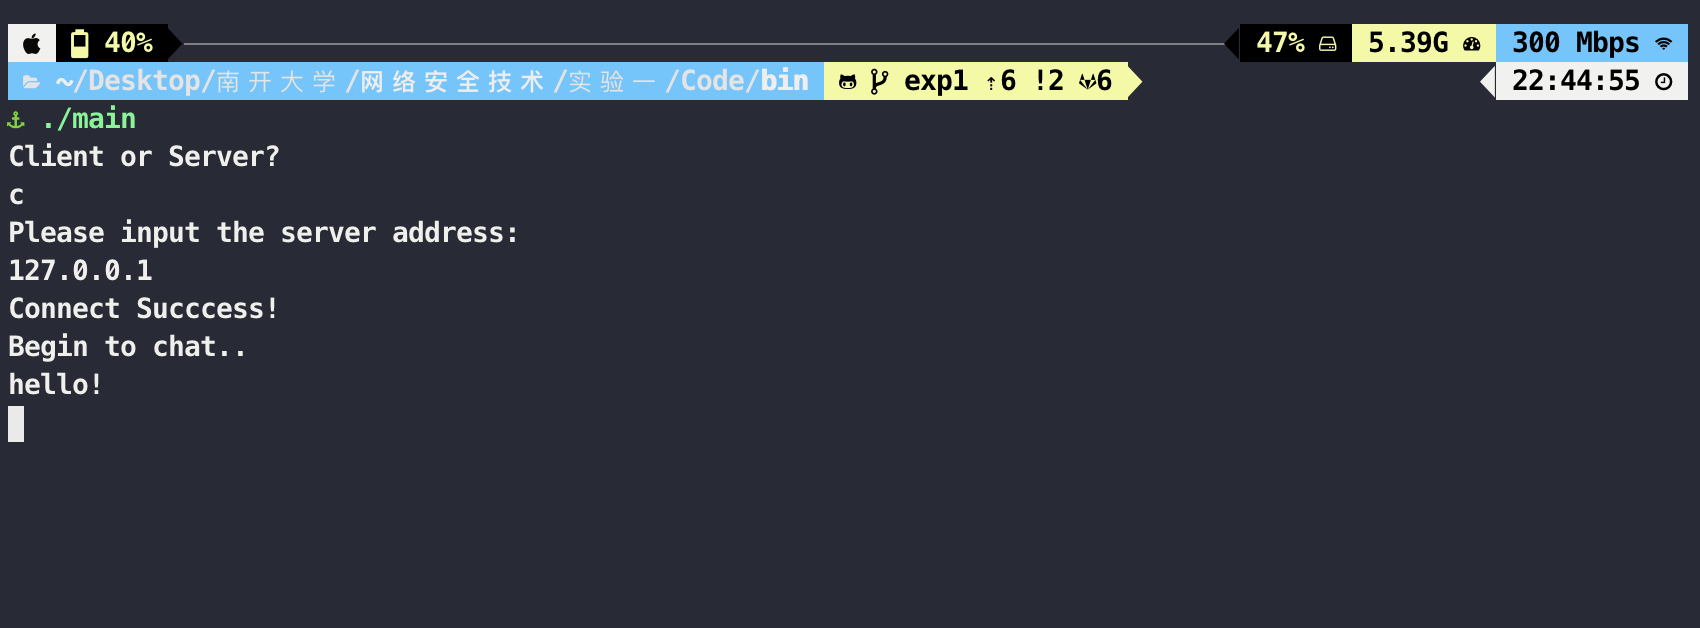 40% 47% 5.39G 300 Mbps
~/Desktop/南开大学/网络安全技术/实验一/Code/bin exp1 ⇡6 !2 6 22:44:55
./main
Client or Server?
c
Please input the server address:
127.0.0.1
Connect Succcess!
Begin to chat..
hello!